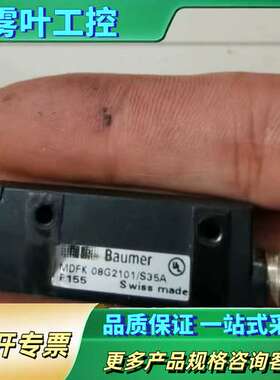 雾叶工控
Baumer
MDFK 08G2101/S35A
F155 Swiss made
开专票
品质保证 一站式采
更多产品规格咨询客